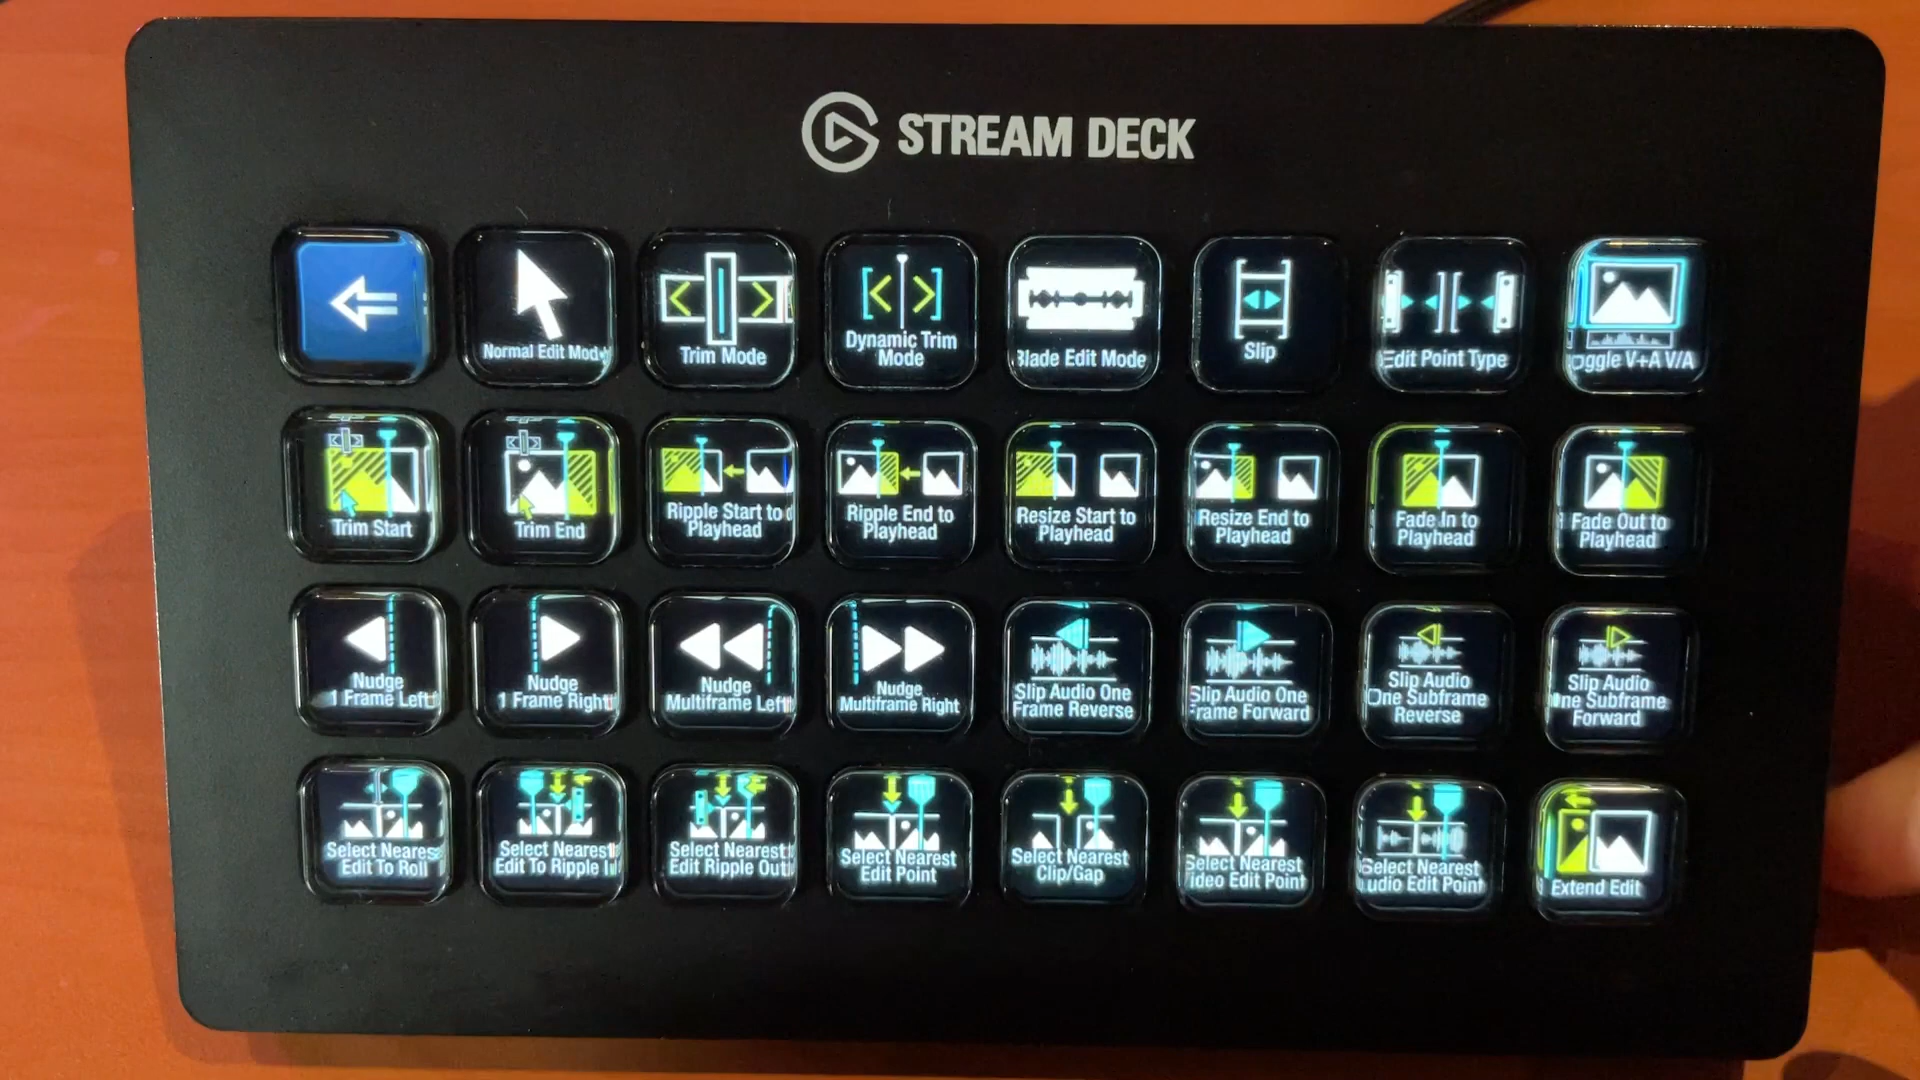 STREAM DECK
Normal Edit Mod
Trim Mode
Dynamic Trim
Mode
Blade Edit Mode
Slip
Edit Point Type
oggle V+A V/A
Trim Start
Trim End
Ripple Start to
Playhead
Ripple End to
Playhead
Resize Start to
Playhead
Resize End to
Playhead
Fade In to
Playhead
Fade Out to
Playhead
Nudge
1 Frame Left
Nudge
1 Frame Right
Nudge
Multiframe Left
Nudge
Multiframe Right
Slip Audio One
Frame Reverse
Slip Audio One
rame Forward
Slip Audio
One Subframe
Reverse
Slip Audio
ne Subframe
Forward
Select Neares
Edit To Roll
Select Nearest
Edit To Ripple I
Select Nearest
Edit Ripple Out
Select Nearest
Edit Point
Select Nearest
Clip/Gap
Select Nearest
ideo Edit Point
Select Nearest
udio Edit Point
Extend Edit